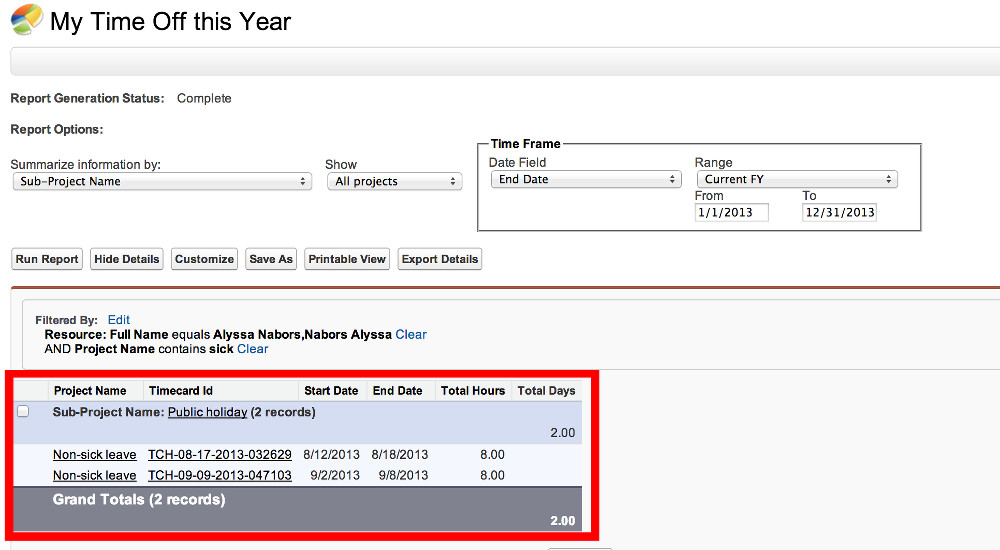 My Time Off this Year
Report Generation Status: Complete
Report Options:
Summarize information by:
Sub-Project Name
Show
All projects
Time Frame
Date Field
End Date
Range
Current FY
From
1/1/2013
To
12/31/2013
Run Report Hide Details Customize Save As Printable View Export Details
Filtered By: Edit
Resource: Full Name equals Alyssa Nabors,Nabors Alyssa Clear
AND Project Name contains sick Clear
Project Name Timecard Id Start Date End Date Total Hours Total Days
Sub-Project Name: Public holiday (2 records)
2.00
Non-sick leave TCH-08-17-2013-032629 8/12/2013 8/18/2013 8.00
Non-sick leave TCH-09-09-2013-047103 9/2/2013 9/8/2013 8.00
Grand Totals (2 records)
2.00